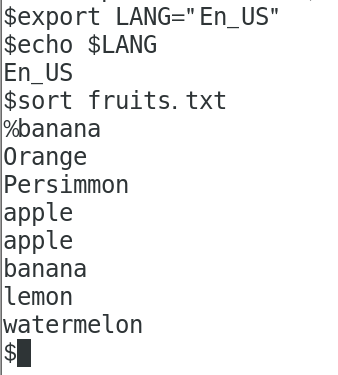 $export LANG="En_US"
$echo $LANG
En_US
$sort fruits.txt
%banana
Orange
Persimmon
apple
apple
banana
lemon
watermelon
$